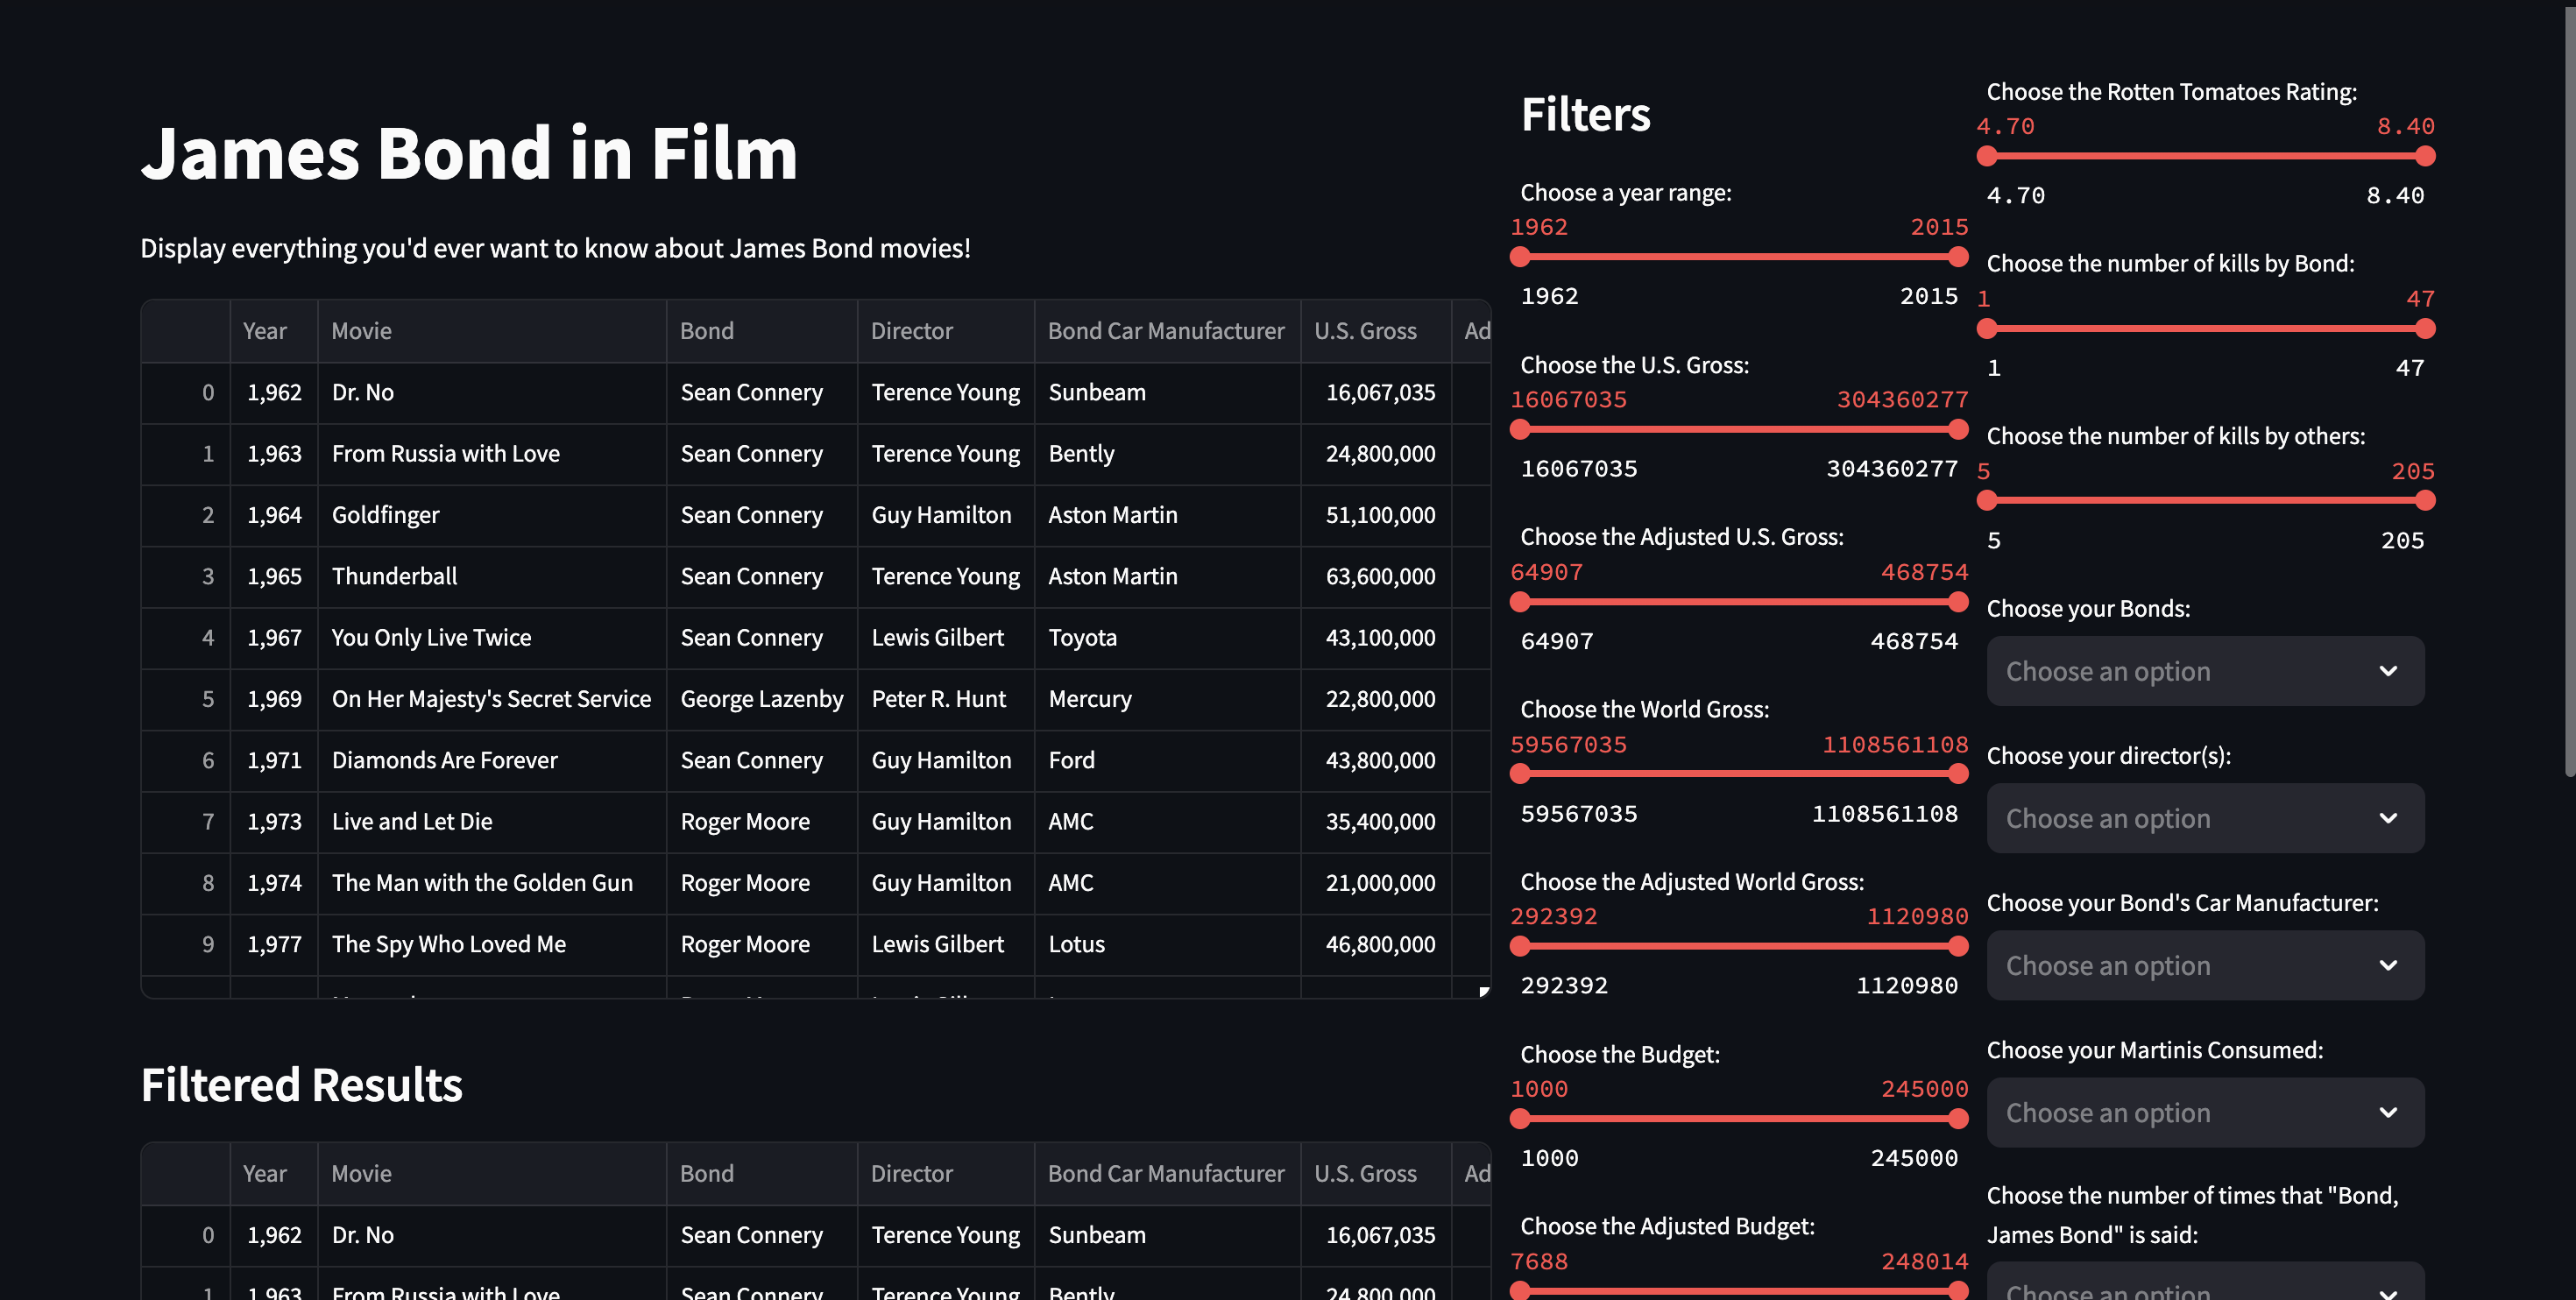 James Bond in Film
Display everything you'd ever want to know about James Bond movies!
Year Movie Bond Director Bond Car Manufacturer U.S. Gross Ad
0 1,962 Dr. No Sean Connery Terence Young Sunbeam 16,067,035
1 1,963 From Russia with Love Sean Connery Terence Young Bently 24,800,000
2 1,964 Goldfinger Sean Connery Guy Hamilton Aston Martin 51,100,000
3 1,965 Thunderball Sean Connery Terence Young Aston Martin 63,600,000
4 1,967 You Only Live Twice Sean Connery Lewis Gilbert Toyota 43,100,000
5 1,969 On Her Majesty's Secret Service George Lazenby Peter R. Hunt Mercury 22,800,000
6 1,971 Diamonds Are Forever Sean Connery Guy Hamilton Ford 43,800,000
7 1,973 Live and Let Die Roger Moore Guy Hamilton AMC 35,400,000
8 1,974 The Man with the Golden Gun Roger Moore Guy Hamilton AMC 21,000,000
9 1,977 The Spy Who Loved Me Roger Moore Lewis Gilbert Lotus 46,800,000
Filtered Results
Year Movie Bond Director Bond Car Manufacturer U.S. Gross Ad
0 1,962 Dr. No Sean Connery Terence Young Sunbeam 16,067,035
1 1,963 From Russia with Love Sean Connery Terence Young Bently 24,800,000
Filters
Choose a year range:
1962 2015
1962 2015
Choose the U.S. Gross:
16067035 304360277
16067035 304360277
Choose the Adjusted U.S. Gross:
64907 468754
64907 468754
Choose the World Gross:
59567035 1108561108
59567035 1108561108
Choose the Adjusted World Gross:
292392 1120980
292392 1120980
Choose the Budget:
1000 245000
1000 245000
Choose the Adjusted Budget:
7688 248014
Choose the Rotten Tomatoes Rating:
4.70 8.40
4.70 8.40
Choose the number of kills by Bond:
1 47
1 47
Choose the number of kills by others:
5 205
5 205
Choose your Bonds:
Choose an option
Choose your director(s):
Choose an option
Choose your Bond's Car Manufacturer:
Choose an option
Choose your Martinis Consumed:
Choose an option
Choose the number of times that "Bond,
James Bond" is said:
Choose an option